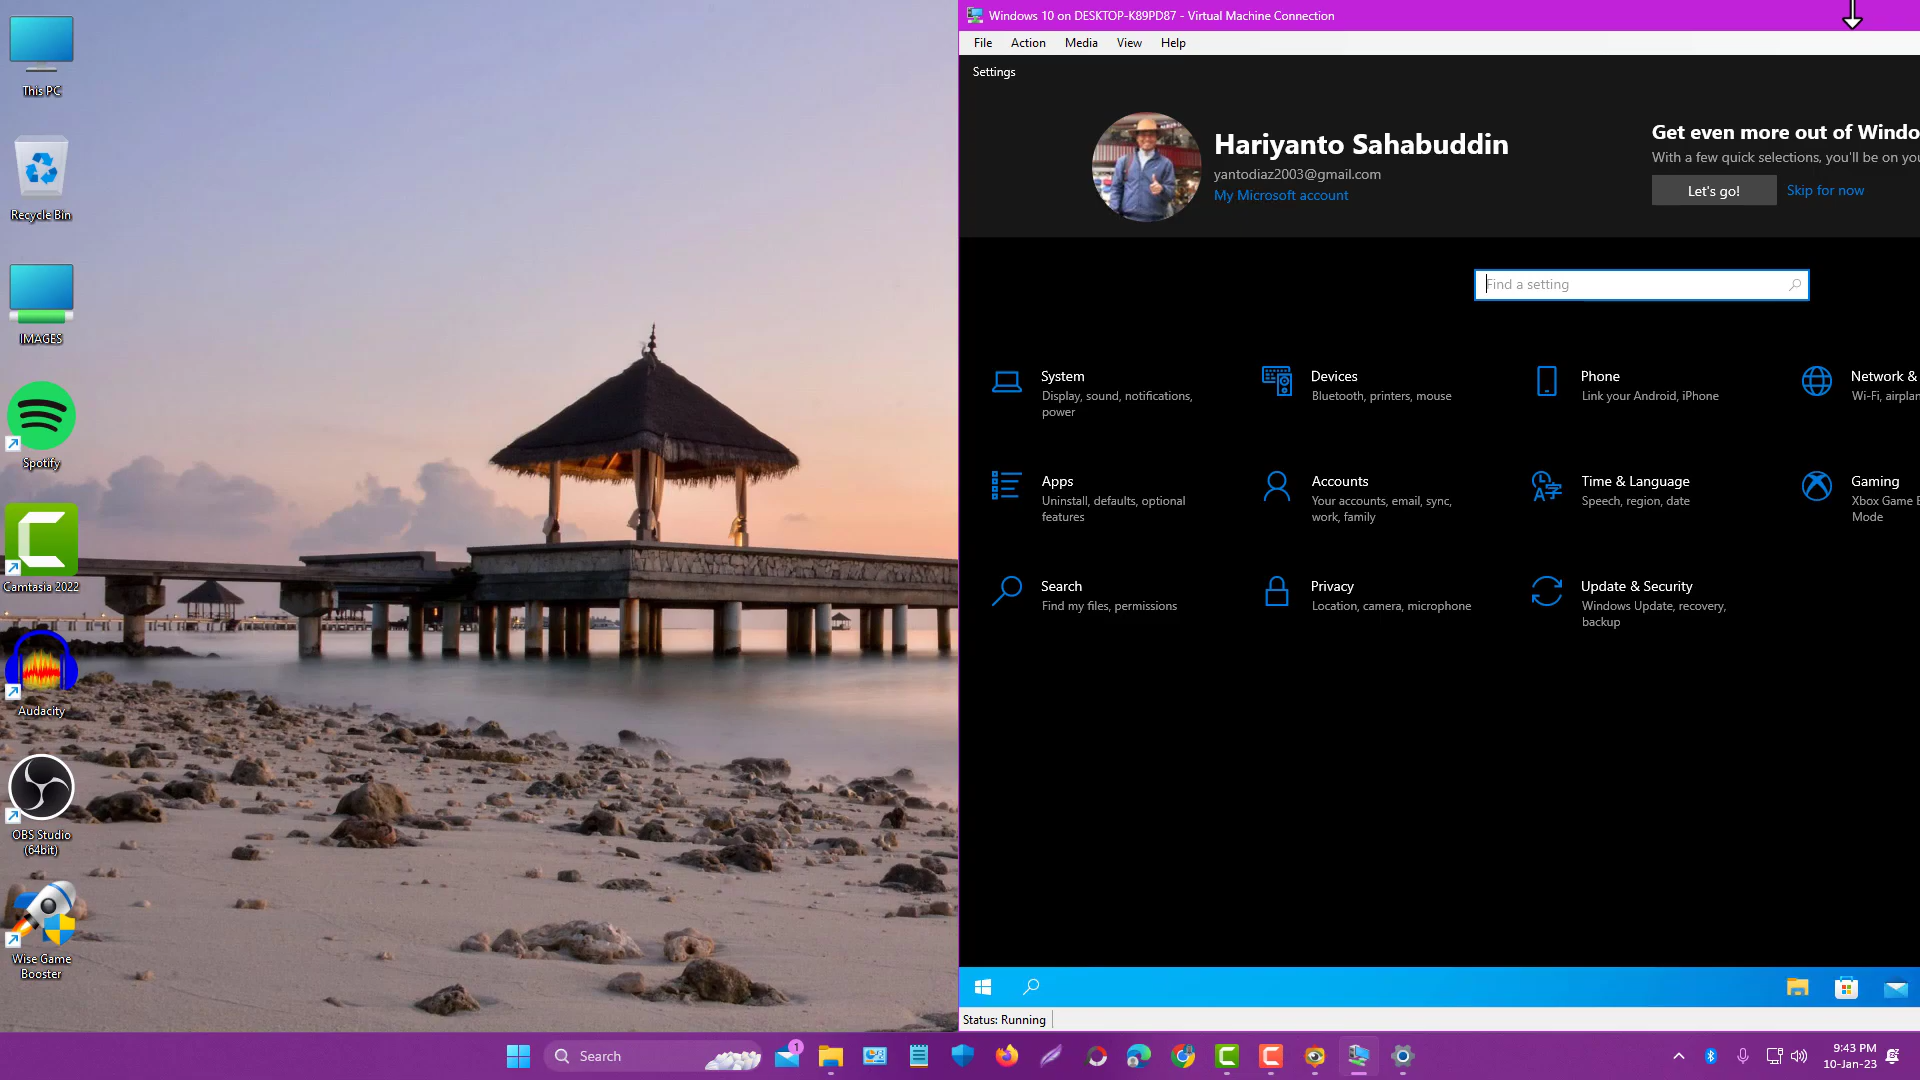 This PC
Recycle Bin
IMAGES
Spotify
Camtasia 2022
Audacity
OBS Studio
(64bit)
Wise Game
Booster
Windows 10 on DESKTOP-K89PD87 - Virtual Machine Connection
File Action Media View Help
Settings
Hariyanto Sahabuddin
yantodiaz2003@gmail.com
My Microsoft account
Get even more out of Windo
With a few quick selections, you'll be on you
Let's go! Skip for now
Find a setting
System
Display, sound, notifications,
power
Devices
Bluetooth, printers, mouse
Phone
Link your Android, iPhone
Network &
Wi-Fi, airplan
Apps
Uninstall, defaults, optional
features
Accounts
Your accounts, email, sync,
work, family
Time & Language
Speech, region, date
Gaming
Xbox Game B
Mode
Search
Find my files, permissions
Privacy
Location, camera, microphone
Update & Security
Windows Update, recovery,
backup
Status: Running
Search
1
9:43 PM
10-Jan-23